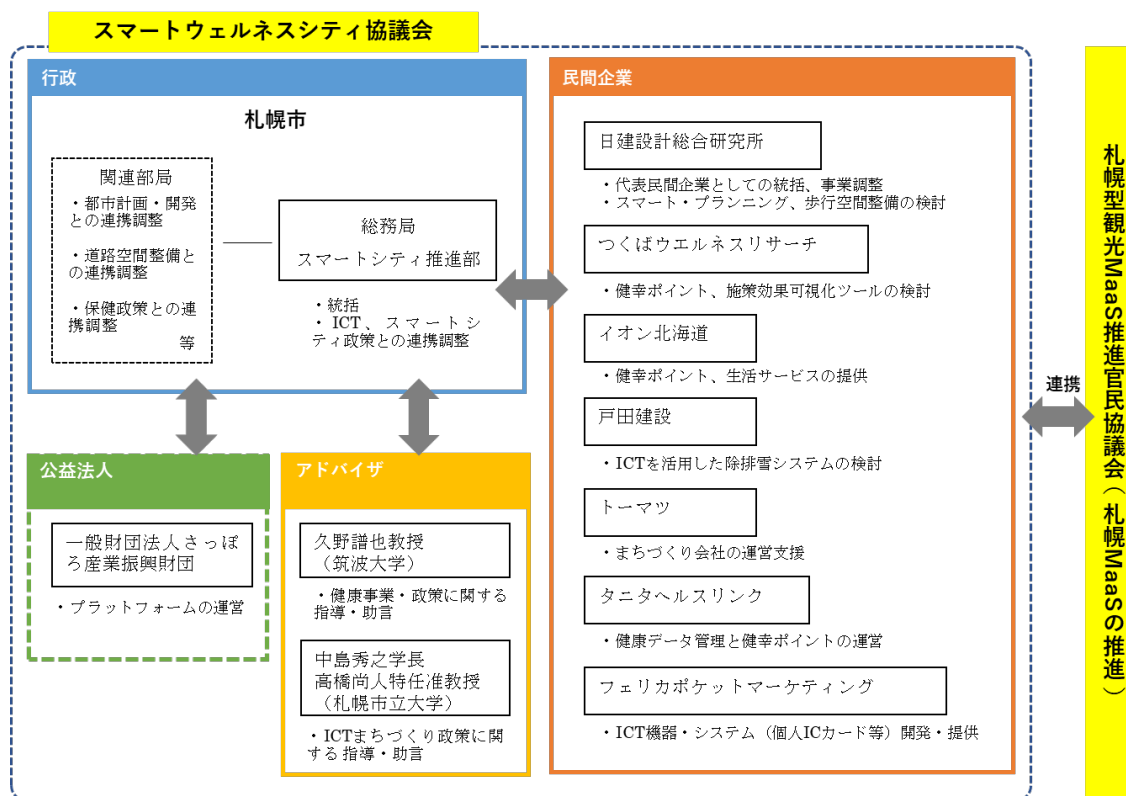 スマートウェルネスシティ協議会
行政
札幌市
関連部局
・都市計画・開発
との連携調整
・道路空間整備と
の連携調整
・保健政策との連
携調整
等
総務局
スマートシティ推進部
・統括
・ICT、スマートシ
ティ政策との連携調整
公益法人
一般財団法人さっぽ
ろ産業振興財団
・プラットフォームの運営
アドバイザ
久野譜也教授
（筑波大学）
・健康事業・政策に関する
指導・助言
中島秀之学長
高橋尚人特任准教授
（札幌市立大学）
・ICTまちづくり政策に関
する指導・助言
民間企業
日建設計総合研究所
・代表民間企業としての統括、事業調整
・スマート・プランニング、歩行空間整備の検討
つくばウエルネスリサーチ
・健幸ポイント、施策効果可視化ツールの検討
イオン北海道
・健幸ポイント、生活サービスの提供
戸田建設
・ICTを活用した除排雪システムの検討
トーマツ
・まちづくり会社の運営支援
タニタヘルスリンク
・健康データ管理と健幸ポイントの運営
フェリカポケットマーケティング
・ICT機器・システム（個人ICカード等）開発・提供
連携
札幌型観光MaaS推進官民協議会（札幌MaaSの推進）